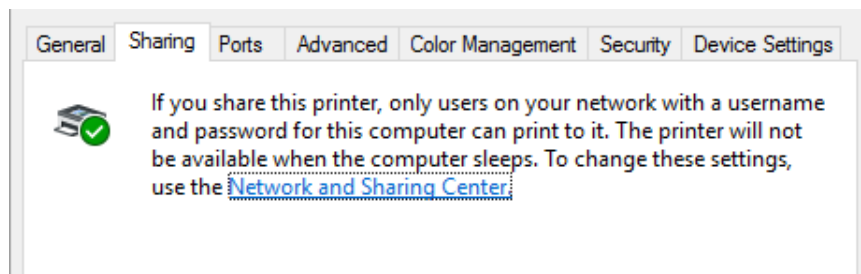 General Sharing Ports Advanced Color Management Security Device Settings
If you share this printer, only users on your network with a username
and password for this computer can print to it. The printer will not
be available when the computer sleeps. To change these settings,
use the Network and Sharing Center.